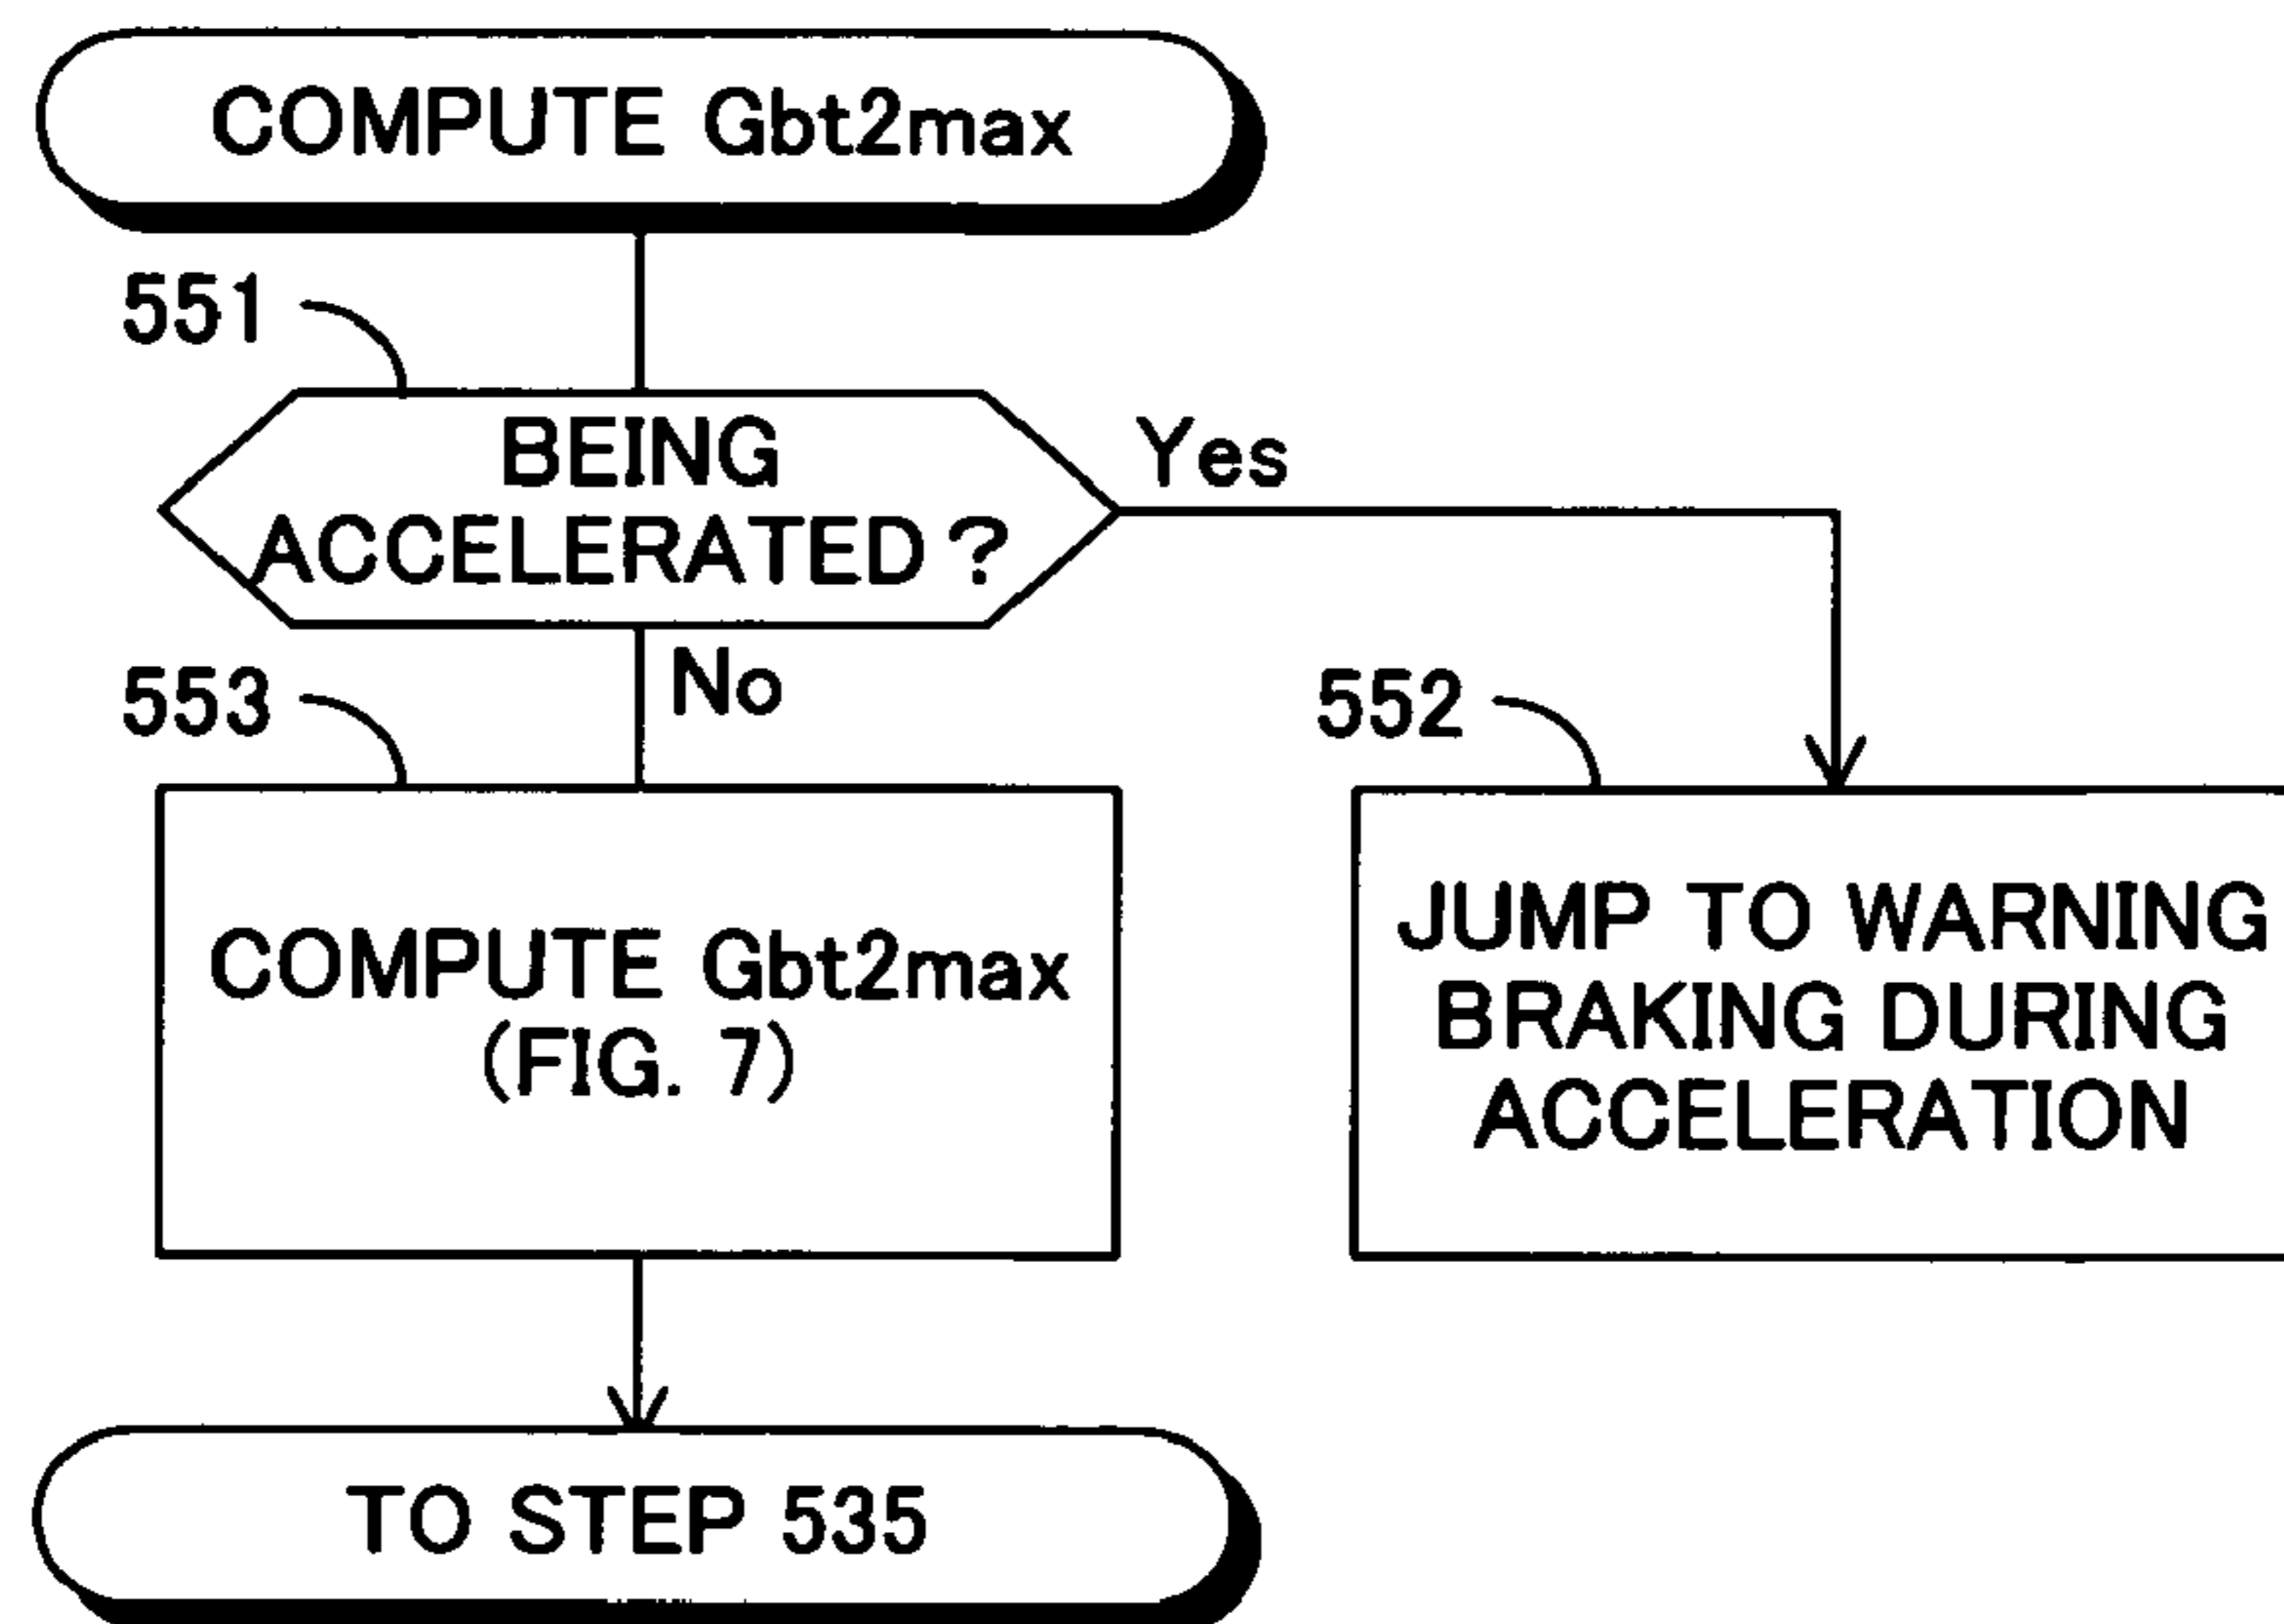 COMPUTE Gbt2max
551
BEING
ACCELERATED ?
Yes
No
553
552
COMPUTE Gbt2max
(FIG. 7)
JUMP TO WARNING
BRAKING DURING
ACCELERATION
TO STEP 535